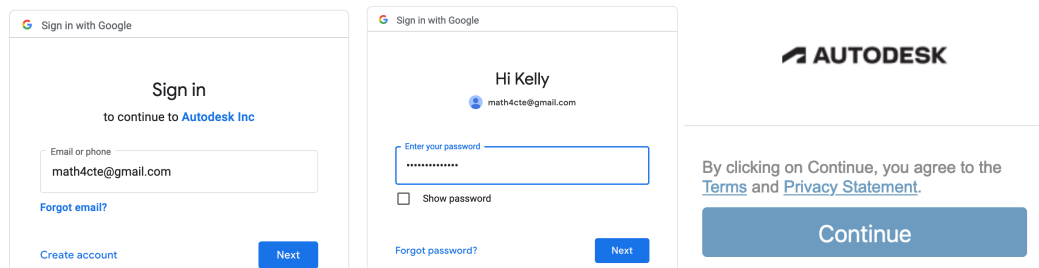 Sign in with Google
Sign in
to continue to Autodesk Inc
Email or phone
math4cte@gmail.com
Forgot email?
Create account
Next
Sign in with Google
Hi Kelly
math4cte@gmail.com
Enter your password
••••••••••••••
Show password
Forgot password?
Next
AUTODESK
By clicking on Continue, you agree to the
Terms and Privacy Statement.
Continue